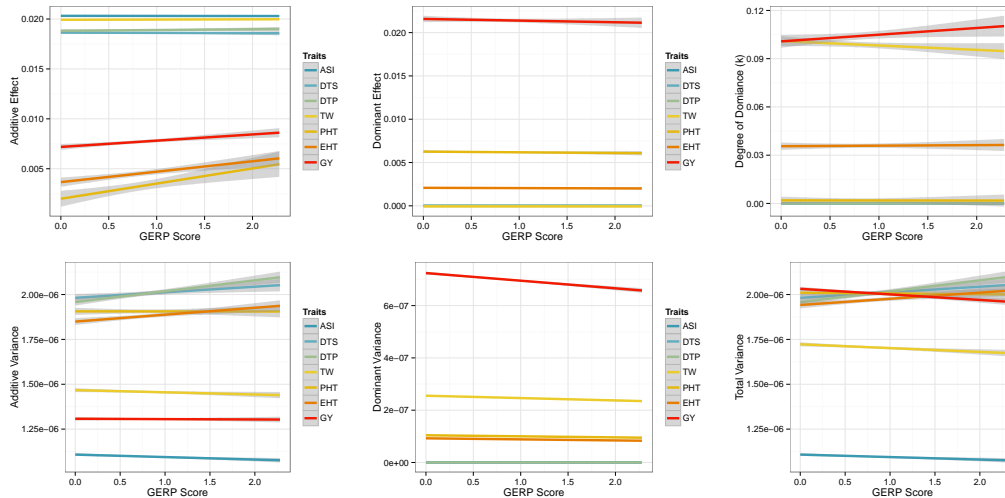 Additive Effect
0.020
0.015
0.010
0.005
0.0
0.5
1.0
1.5
2.0
GERP Score
Traits
ASI
DTS
DTP
TW
PHT
EHT
GY
Dominant Effect
0.020
0.015
0.010
0.005
0.000
0.0
0.5
1.0
1.5
2.0
GERP Score
Traits
ASI
DTS
DTP
TW
PHT
EHT
GY
Degree of Domiance (k)
0.12
0.09
0.06
0.03
0.00
0.0
0.5
1.0
1.5
2.0
GERP Score
Additive Variance
2.00e−06
1.75e−06
1.50e−06
1.25e−06
0.0
0.5
1.0
1.5
2.0
GERP Score
Traits
ASI
DTS
DTP
TW
PHT
EHT
GY
Dominant Variance
6e−07
4e−07
2e−07
0e+00
0.0
0.5
1.0
1.5
2.0
GERP Score
Traits
ASI
DTS
DTP
TW
PHT
EHT
GY
Total Variance
2.00e−06
1.75e−06
1.50e−06
1.25e−06
0.0
0.5
1.0
1.5
2.0
GERP Score